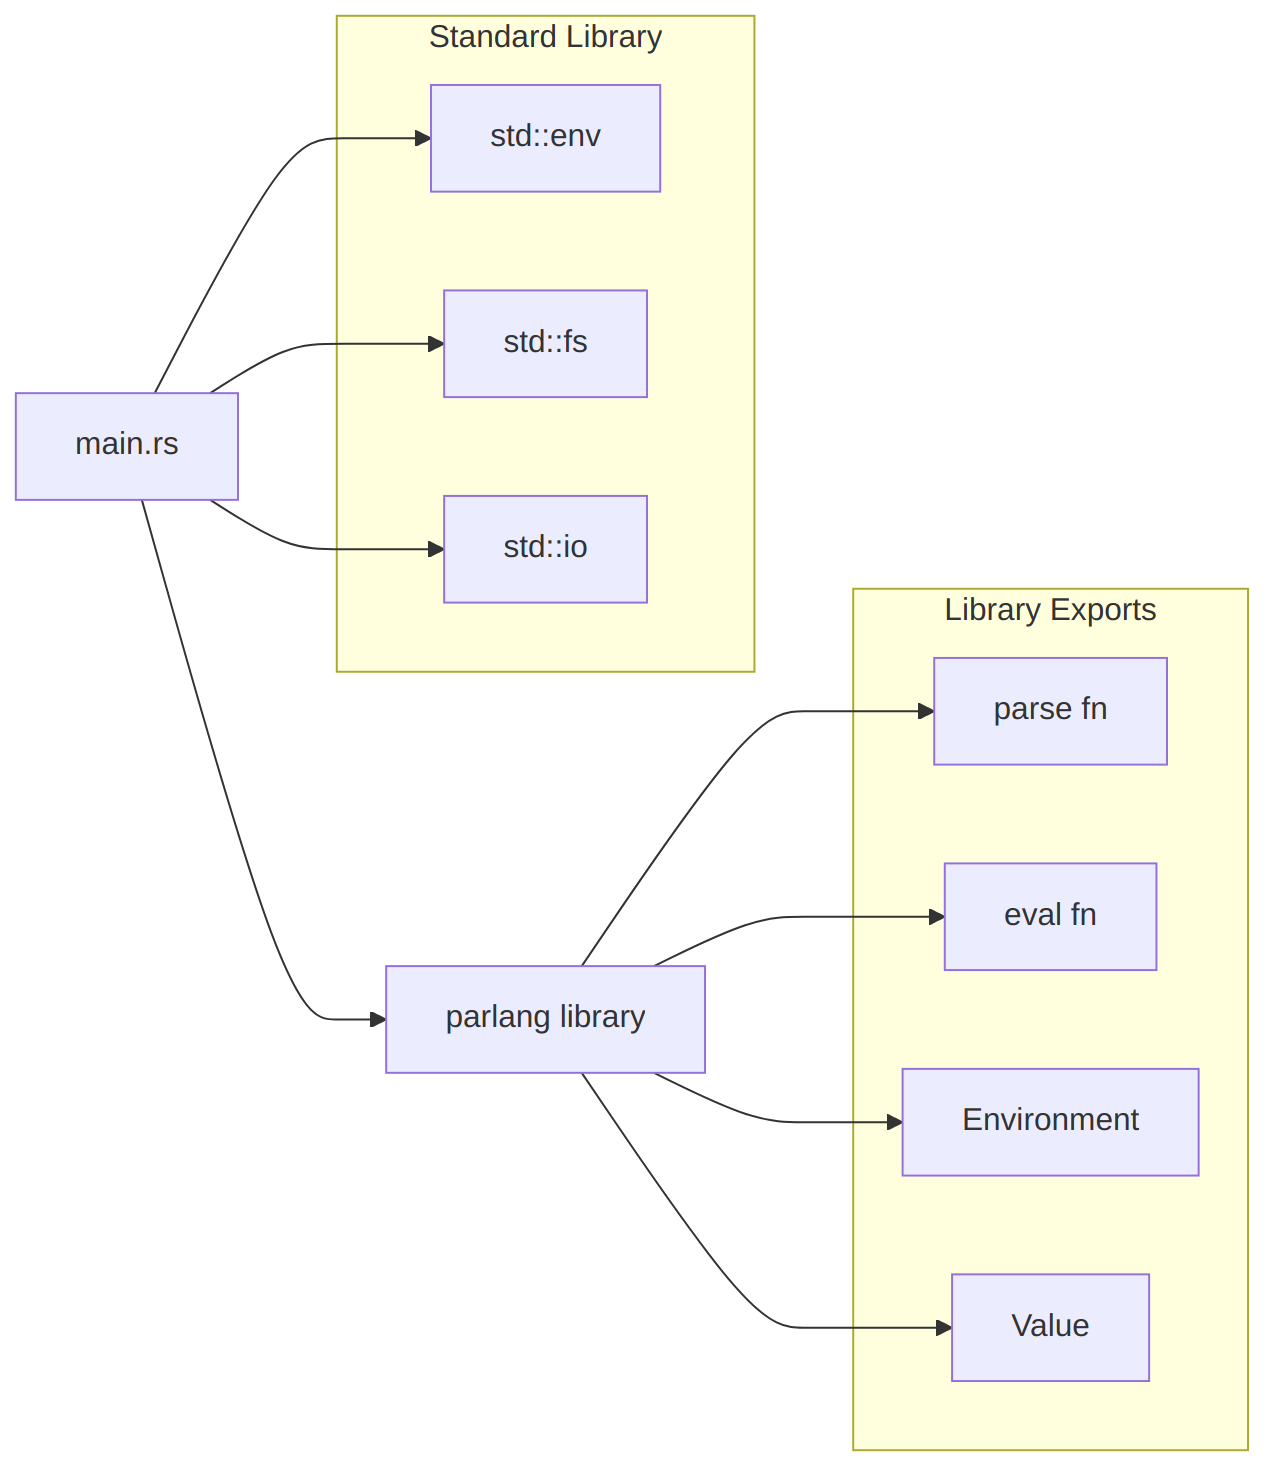 Standard Library
std::env
std::fs
main.rs
std::io
Library Exports
parse fn
eval fn
parlang library
Environment
Value